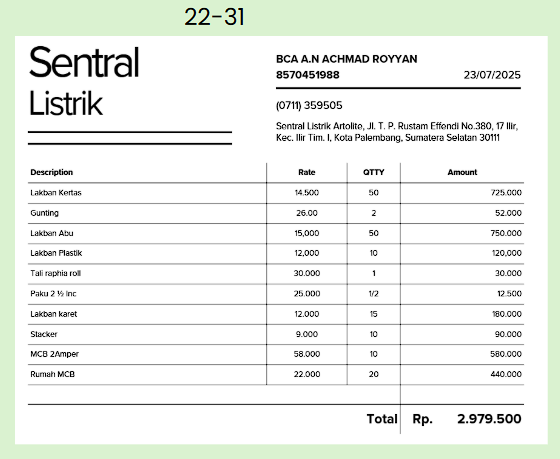 22-31
Sentral
Listrik
BCA A.N ACHMAD ROYYAN
8570451988 23/07/2025
(0711) 359505
Sentral Listrik Artolite, Jl. T. P. Rustam Effendi No.380, 17 Ilir,
Kec. Ilir Tim. I, Kota Palembang, Sumatera Selatan 30111
Description Rate QTTY Amount
Lakban Kertas 14.500 50 725.000
Gunting 26.00 2 52.000
Lakban Abu 15,000 50 750.000
Lakban Plastik 12,000 10 120,000
Tali raphia roll 30.000 1 30.000
Paku 2 ½ Inc 25.000 1/2 12.500
Lakban karet 12.000 15 180.000
Stacker 9.000 10 90.000
MCB 2Amper 58.000 10 580.000
Rumah MCB 22.000 20 440.000
Total Rp. 2.979.500